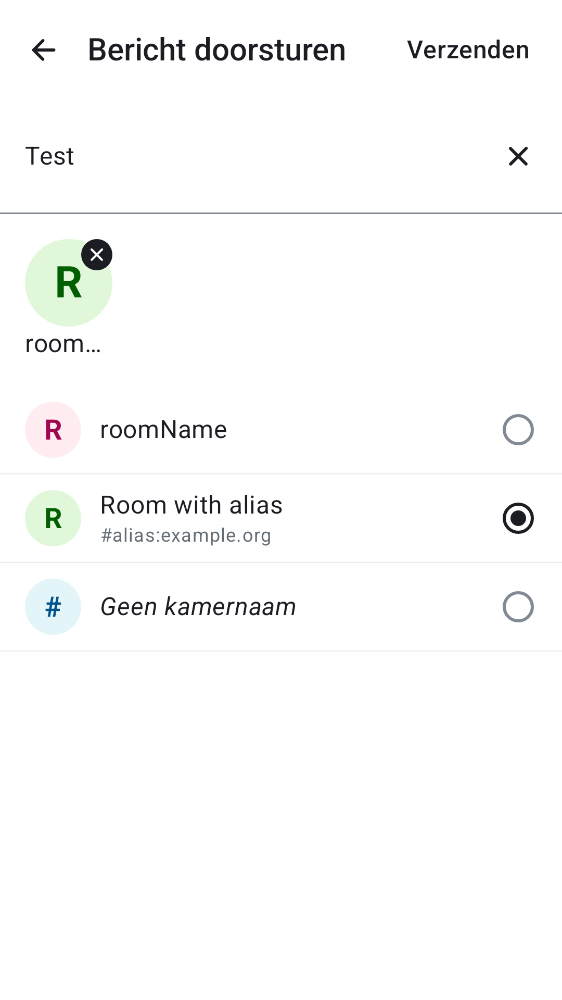 Bericht doorsturen
Verzenden
Test
R
room…
R
roomName
R
Room with alias
#alias:example.org
#
Geen kamernaam